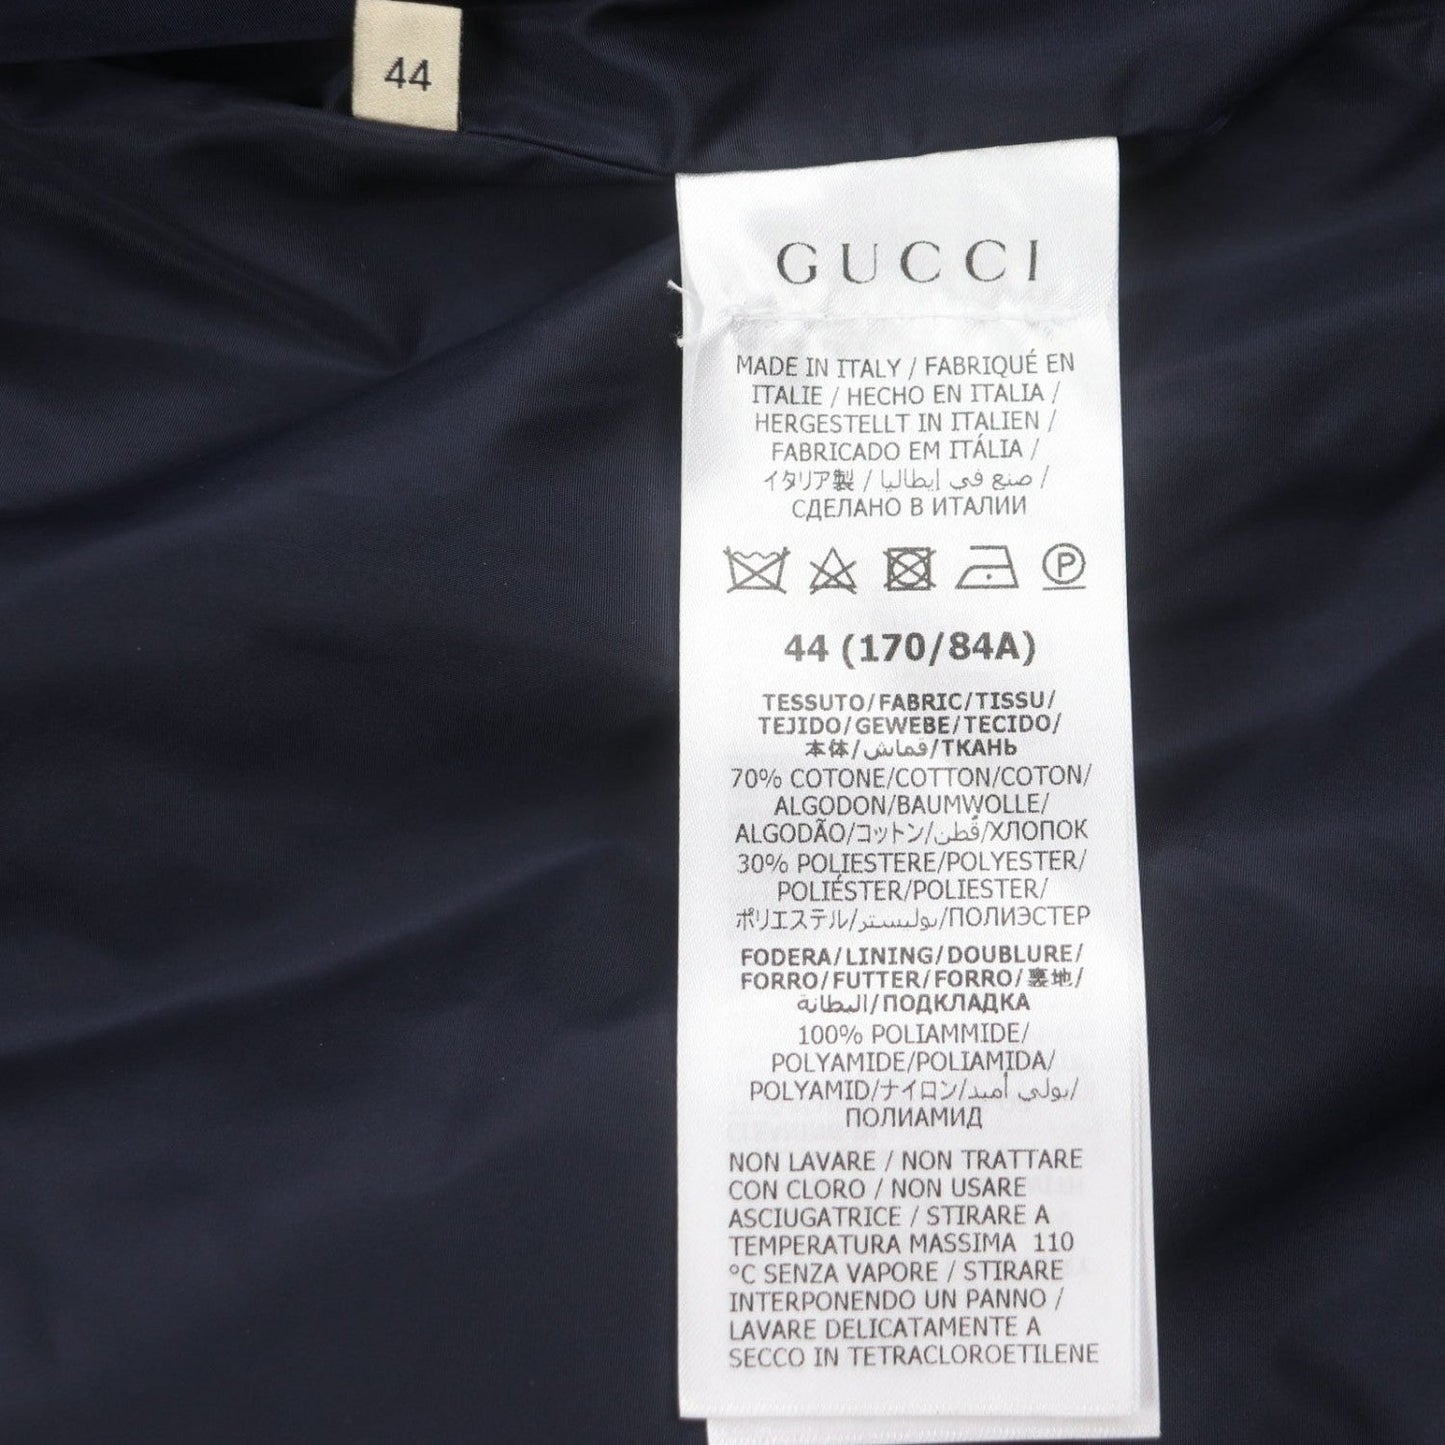 44
GUCCI
MADE IN ITALY / FABRIQUÉ EN
ITALIE / HECHO EN ITALIA /
HERGESTELLT IN ITALIEN /
FABRICADO EM ITÁLIA /
イタリア製 / صنع في إيطاليا /
СДЕЛАНО В ИТАЛИИ
P
44 (170/84A)
TESSUTO/FABRIC/TISSU/
TEJIDO/GEWEBE/TECIDO/
本体/قماش/ТКАНЬ
70% COTONE/COTTON/COTON/
ALGODON/BAUMWOLLE/
ALGODÃO/コットン/قُطن/ХЛОПОК
30% POLIESTERE/POLYESTER/
POLIÉSTER/POLIESTER/
ポリエステル/بوليستر/ПОЛИЭСТЕР
FODERA/LINING/DOUBLURE/
FORRO/FUTTER/FORRO/裏地/
البطانة/ПОДКЛАДКА
100% POLIAMMIDE/
POLYAMIDE/POLIAMIDA/
POLYAMID/ナイロン/بولي أميد/
ПОЛИАМИД
NON LAVARE / NON TRATTARE
CON CLORO / NON USARE
ASCIUGATRICE / STIRARE A
TEMPERATURA MASSIMA 110
°C SENZA VAPORE / STIRARE
INTERPONENDO UN PANNO /
LAVARE DELICATAMENTE A
SECCO IN TETRACLOROETILENE